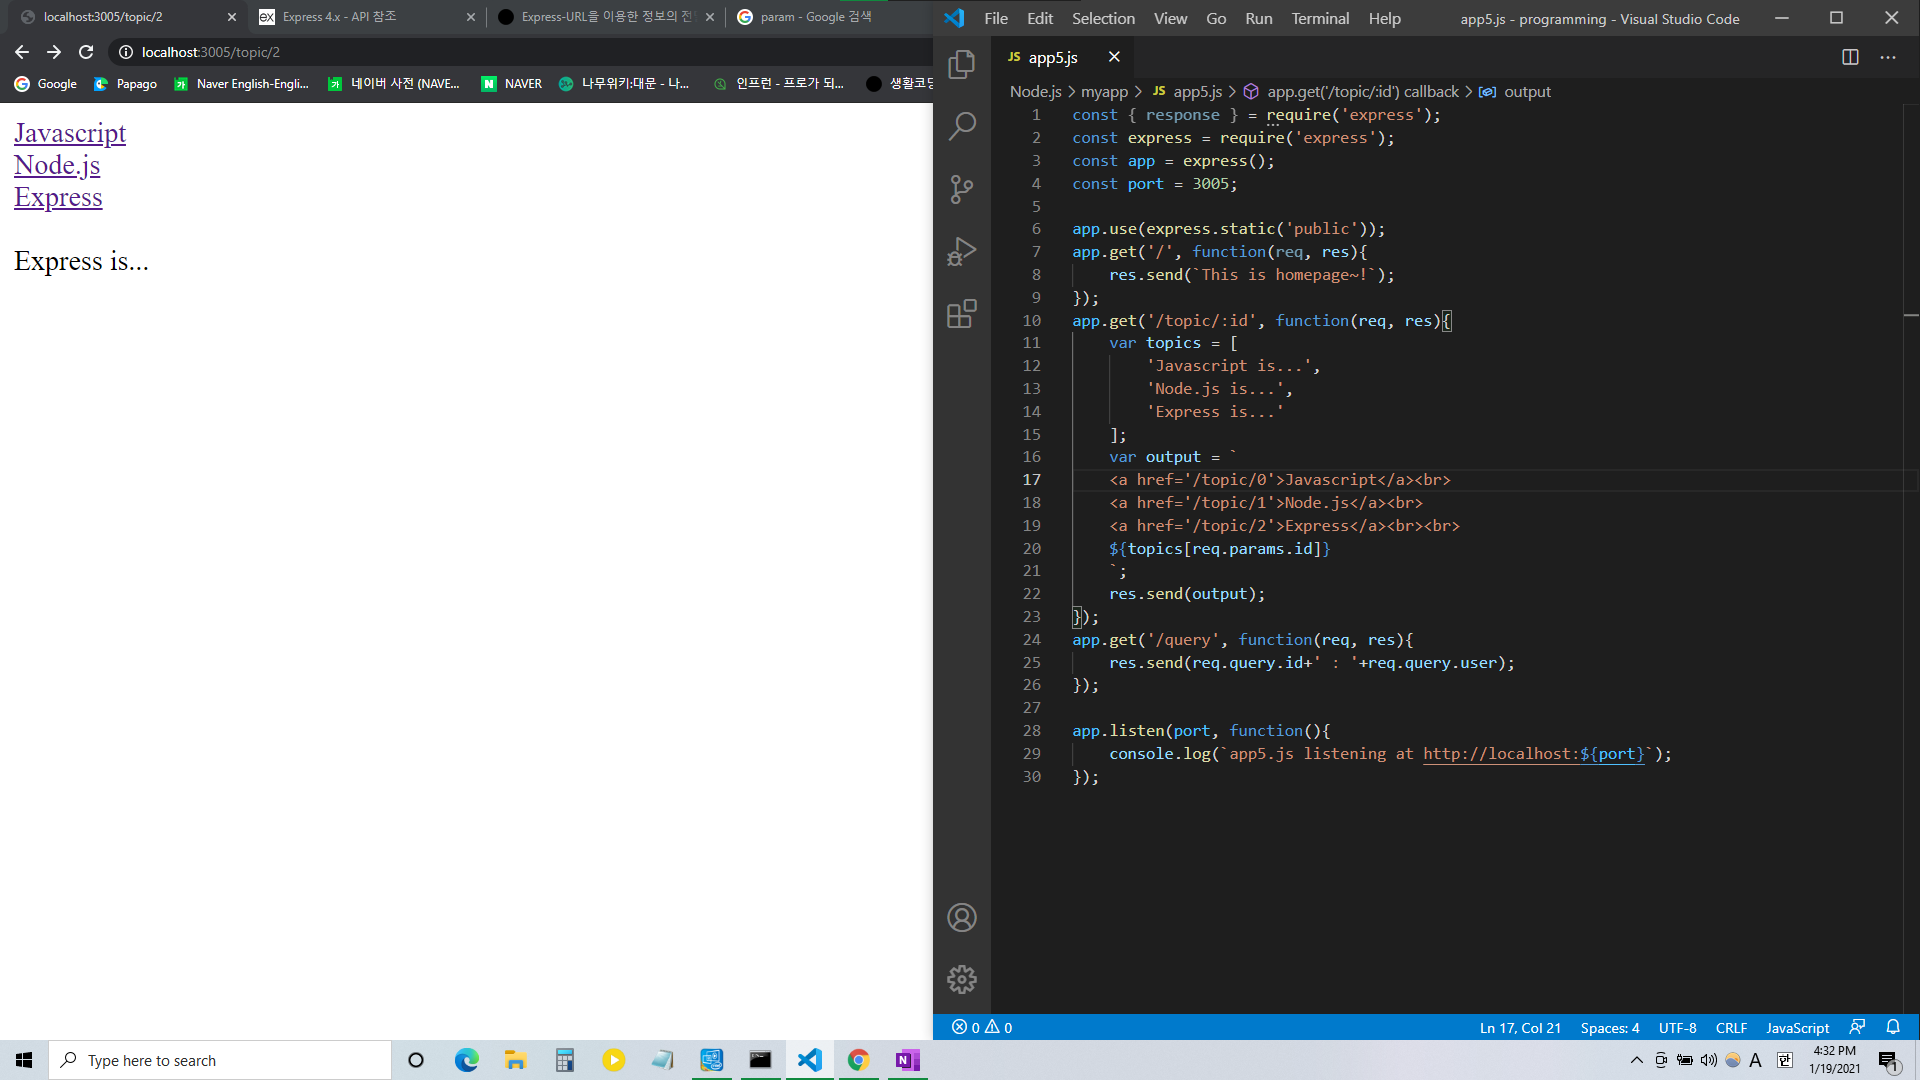 localhost:3005/topic/2
Express 4.x - API 참조
Express-URL을 이용한 정보의 전
param - Google 검색
localhost:3005/topic/2
Google
Papago
Naver English-Engli...
네이버 사전 (NAVE...
NAVER
나무위키:대문 - 나...
인프런 - 프로가 되...
생활코딩
Javascript
Node.js
Express
Express is...
File Edit Selection View Go Run Terminal Help
app5.js - programming - Visual Studio Code
JS app5.js
Node.js > myapp > JS app5.js > app.get('/topic/:id') callback > output
1 const { response } = require('express');
2 const express = require('express');
3 const app = express();
4 const port = 3005;
5
6 app.use(express.static('public'));
7 app.get('/', function(req, res){
8     res.send(`This is homepage~!`);
9 });
10 app.get('/topic/:id', function(req, res){
11     var topics = [
12         'Javascript is...',
13         'Node.js is...',
14         'Express is...'
15     ];
16     var output = `
17     <a href='/topic/0'>Javascript</a><br>
18     <a href='/topic/1'>Node.js</a><br>
19     <a href='/topic/2'>Express</a><br><br>
20     ${topics[req.params.id]}
21     `;
22     res.send(output);
23 });
24 app.get('/query', function(req, res){
25     res.send(req.query.id+' : '+req.query.user);
26 });
27
28 app.listen(port, function(){
29     console.log(`app5.js listening at http://localhost:${port}`);
30 });
0 0
Ln 17, Col 21
Spaces: 4
UTF-8
CRLF
JavaScript
Type here to search
A
한
4:32 PM
1/19/2021
1